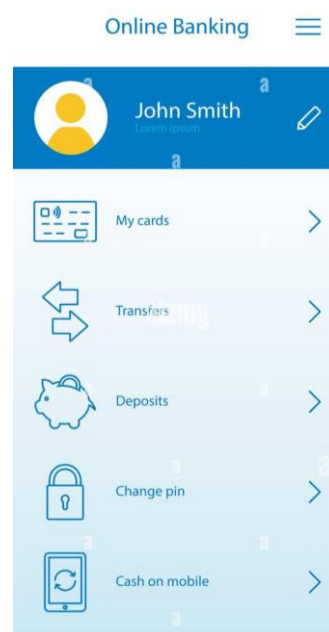 Online Banking
John Smith
Lorem Ipsum
My cards
Transfers
Deposits
Change pin
Cash on mobile